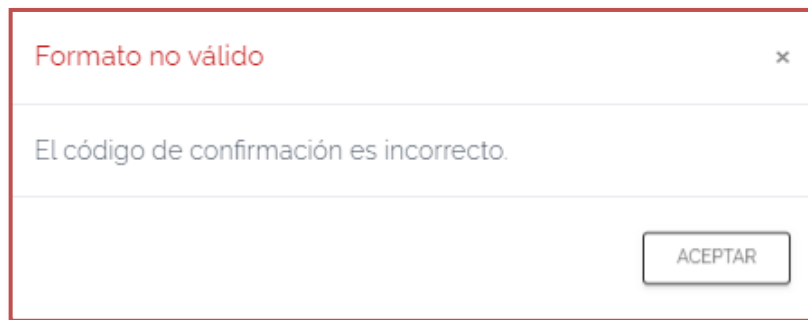 Formato no válido ×
El código de confirmación es incorrecto.
ACEPTAR